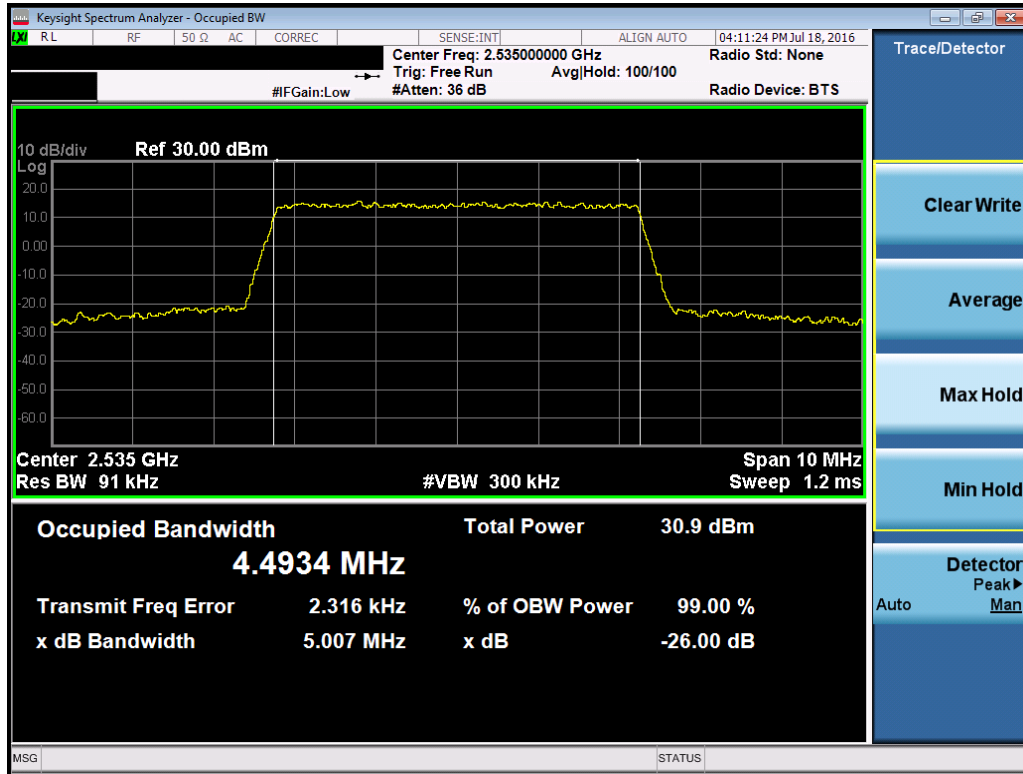 Keysight Spectrum Analyzer - Occupied BW
LXI RL RF 50 Ω AC CORREC SENSE:INT ALIGN AUTO 04:11:24 PM Jul 18, 2016
Center Freq: 2.535000000 GHz Radio Std: None
Trig: Free Run Avg|Hold: 100/100
#IFGain:Low #Atten: 36 dB Radio Device: BTS
10 dB/div Ref 30.00 dBm
Log
20.0
10.0
0.00
-10.0
-20.0
-30.0
-40.0
-50.0
-60.0
Center 2.535 GHz Span 10 MHz
Res BW 91 kHz #VBW 300 kHz Sweep 1.2 ms
Occupied Bandwidth Total Power 30.9 dBm
4.4934 MHz
Transmit Freq Error 2.316 kHz % of OBW Power 99.00 %
x dB Bandwidth 5.007 MHz x dB -26.00 dB
MSG STATUS
Trace/Detector
Clear Write
Average
Max Hold
Min Hold
Detector
Peak▶
Auto Man